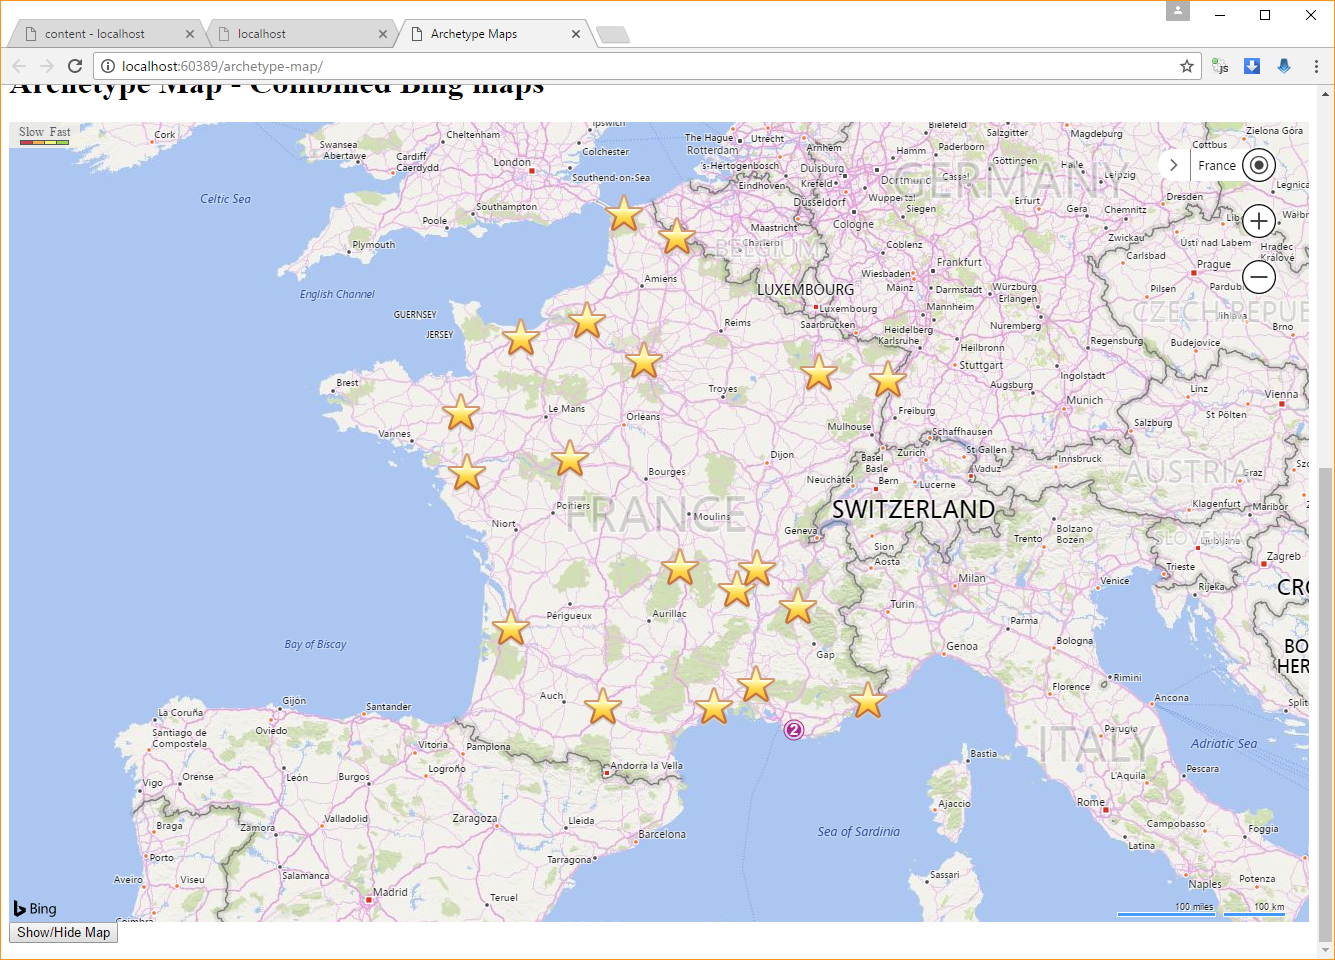 content - localhost
localhost
Archetype Maps
localhost:60389/archetype-map/
JS
Archetype Map - Combined Bing maps
Slow Fast
Cork
Swansea
Abertawe
Cardiff
Caerdydd
Cheltenham
London
Ipswich
Colchester
Southend-on-Sea
Southampton
Poole
Plymouth
Celtic Sea
English Channel
GUERNSEY
JERSEY
The Hague
Rotterdam
Utrecht
Arnhem
's-Hertogenbosch
Eindhoven
Duisburg
Krefeld
Düsseldorf
Maastricht
Charleroi
BELGIUM
Cologne
Bielefeld
Paderborn
Hamm
Dortmund
Wuppertal
Siegen
Salzgitter
Göttingen
Cassel
GERMANY
Magdeburg
Halle
Leipzig
Erfurt
Gera
Chemnitz
Zwickau
Cottbus
Dresden
Zielona Góra
Legnica
France
Usti nad Labem
Hradec
Kralové
Carlsbad
Prague
Pilsen
CZECH REPUB
Jihlava
Brno
Budejovice
Koblenz
Wiesbaden
Mainz
Frankfurt
Darmstadt
Mannheim
Würzburg
Erlangen
Nuremberg
Heidelberg
Karlsruhe
Heilbronn
Stuttgart
Regensburg
Ingolstadt
Augsburg
Munich
LUXEMBOURG
Luxembourg
Saarbrücken
Amiens
Reims
Troyes
Brest
Vannes
Le Mans
Orléans
Bourges
Dijon
Poitiers
Niort
FRANCE
Moulins
Freiburg
Mulhouse
Schaffhausen
Basel
Basle
Zurich
St Gallen
Vaduz
Neuchâtel
Bern
Lucerne
SWITZERLAND
Geneva
Sion
Aosta
Innsbruck
Salzburg
Linz
St Pölten
Vienna
AUSTRIA
Graz
Klagenfurt
Maribor
Bolzano
Bozen
Trento
SLOVENIA
Ljubljana
Zagreb
Trieste
Rijeka
Venice
Milan
Turin
Parma
Genoa
Bologna
CRO
BO
HER
Split
Périgueux
Aurillac
Gap
Auch
Bay of Biscay
2
Rimini
Florence
Ancona
Perugia
ITALY
Adriatic Sea
Pescara
L'Aquila
Rome
Latina
Campobasso
Foggia
Naples
Potenza
Bastia
Ajaccio
Sassari
Sea of Sardinia
La Coruña
Santiago de
Compostela
Gijón
Oviedo
Santander
Vitoria
Pamplona
Logroño
Andorra la Vella
Vigo
Orense
León
Burgos
Braga
Zamora
Valladolid
Zaragoza
Lleida
Barcelona
Tarragona
Porto
Aveiro
Viseu
Salamanca
Madrid
Teruel
Coimbra
Bing
100 miles
100 km
Show/Hide Map